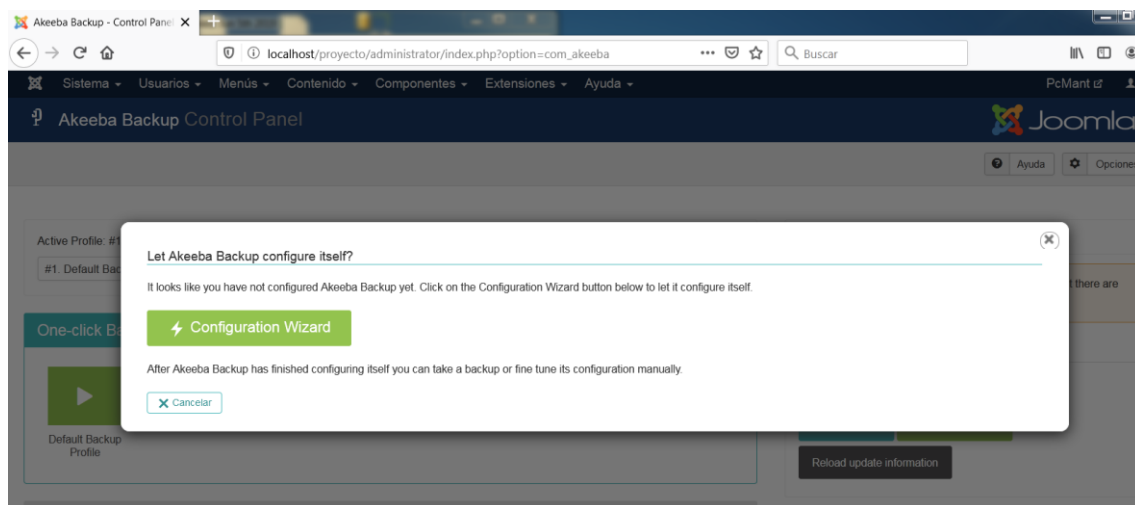 Akeeba Backup - Control Panel
localhost/proyecto/administrator/index.php?option=com_akeeba
Buscar
Sistema Usuarios Menús Contenido Componentes Extensiones Ayuda PcMant
Akeeba Backup Control Panel Joomla
Ayuda Opciones
Active Profile: #1
#1. Default Bac
Let Akeeba Backup configure itself?
It looks like you have not configured Akeeba Backup yet. Click on the Configuration Wizard button below to let it configure itself.
t there are
One-click Ba
Configuration Wizard
After Akeeba Backup has finished configuring itself you can take a backup or fine tune its configuration manually.
Cancelar
Default Backup
Profile
Reload update information